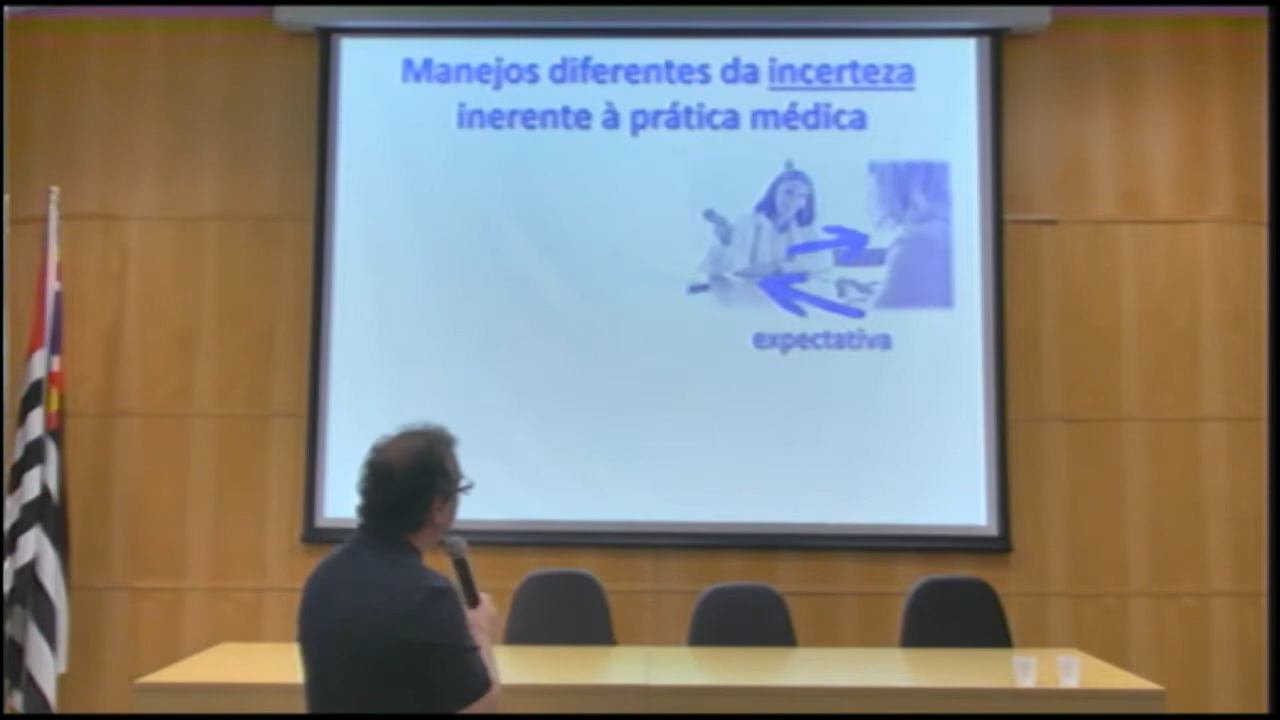 Manejos diferentes da incerteza
inerente à prática médica
expectativa